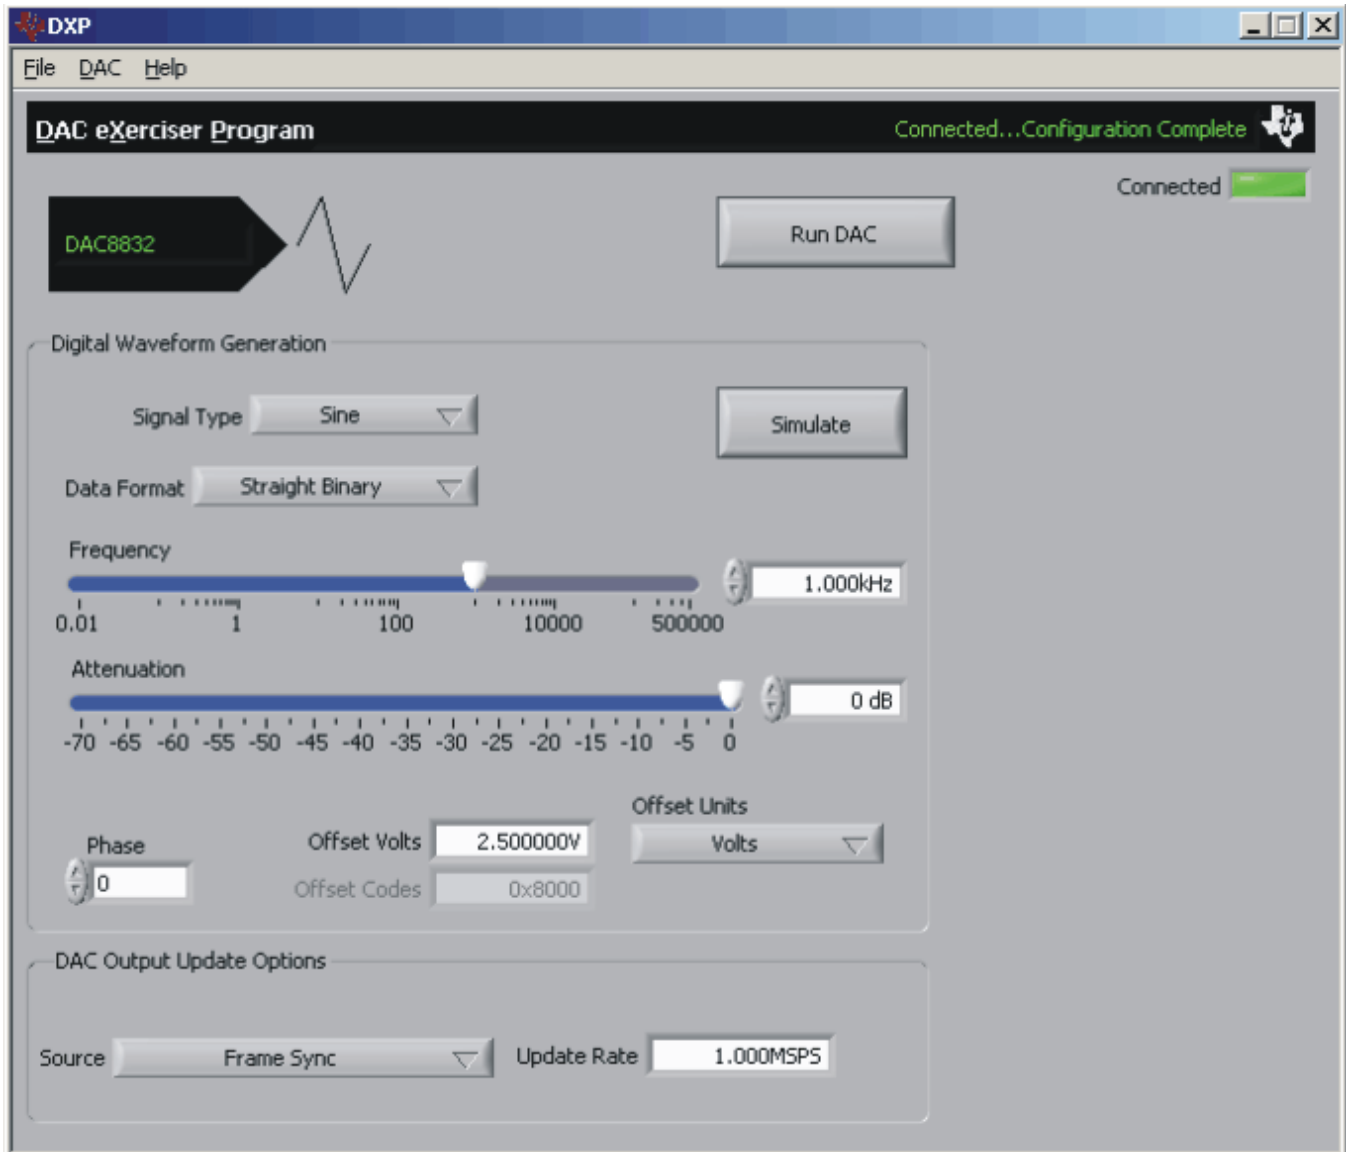 DXP
File DAC Help
DAC eXerciser Program
Connected...Configuration Complete
Connected
DAC8832
Run DAC
Digital Waveform Generation
Signal Type Sine
Simulate
Data Format Straight Binary
Frequency
1.000kHz
0.01 1 100 10000 500000
Attenuation
0 dB
-70 -65 -60 -55 -50 -45 -40 -35 -30 -25 -20 -15 -10 -5 0
Offset Units
Phase
Offset Volts 2.500000V
Volts
0
Offset Codes 0x8000
DAC Output Update Options
Source Frame Sync
Update Rate 1.000MSPS